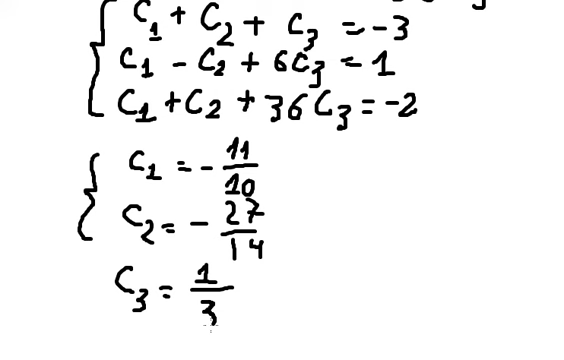 C₁ + C₂ + C₃ = -3
C₁ - C₂ + 6C₃ = 1
C₁ + C₂ + 36C₃ = -2
C₁ = - 11/10
C₂ = - 27/14
C₃ = 1/3